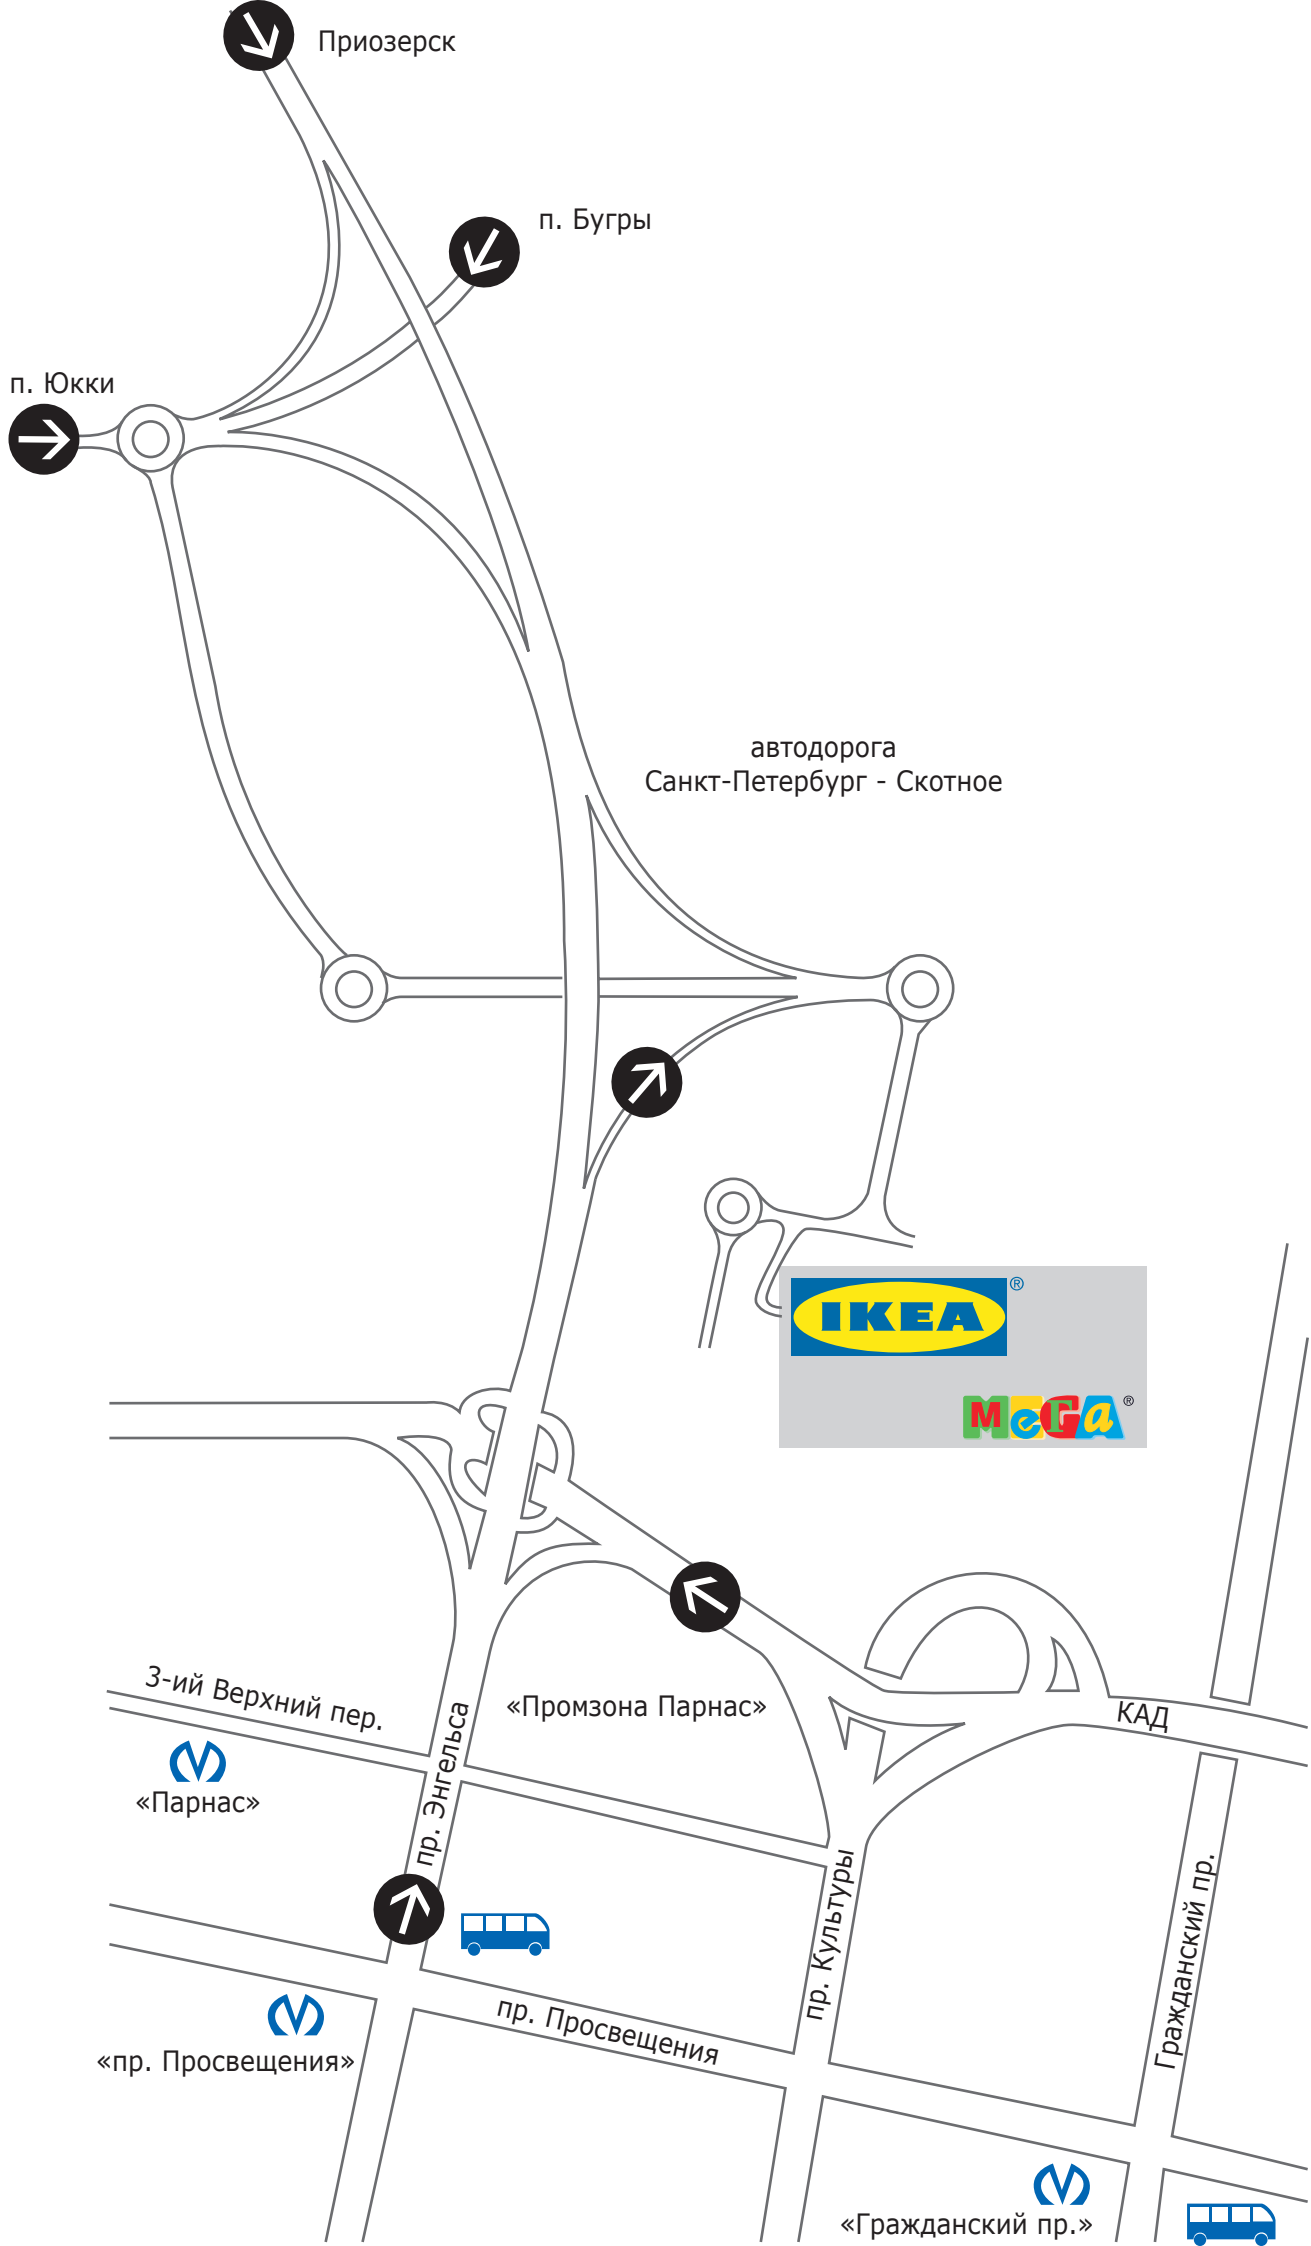 Приозерск
п. Бугры
п. Юкки
автодорога
Санкт-Петербург - Скотное
IKEA®
МеГа®
3-ий Верхний пер.
«Промзона Парнас»
КАД
«Парнас»
пр. Энгельса
пр. Культуры
Гражданский пр.
пр. Просвещения
«пр. Просвещения»
«Гражданский пр.»